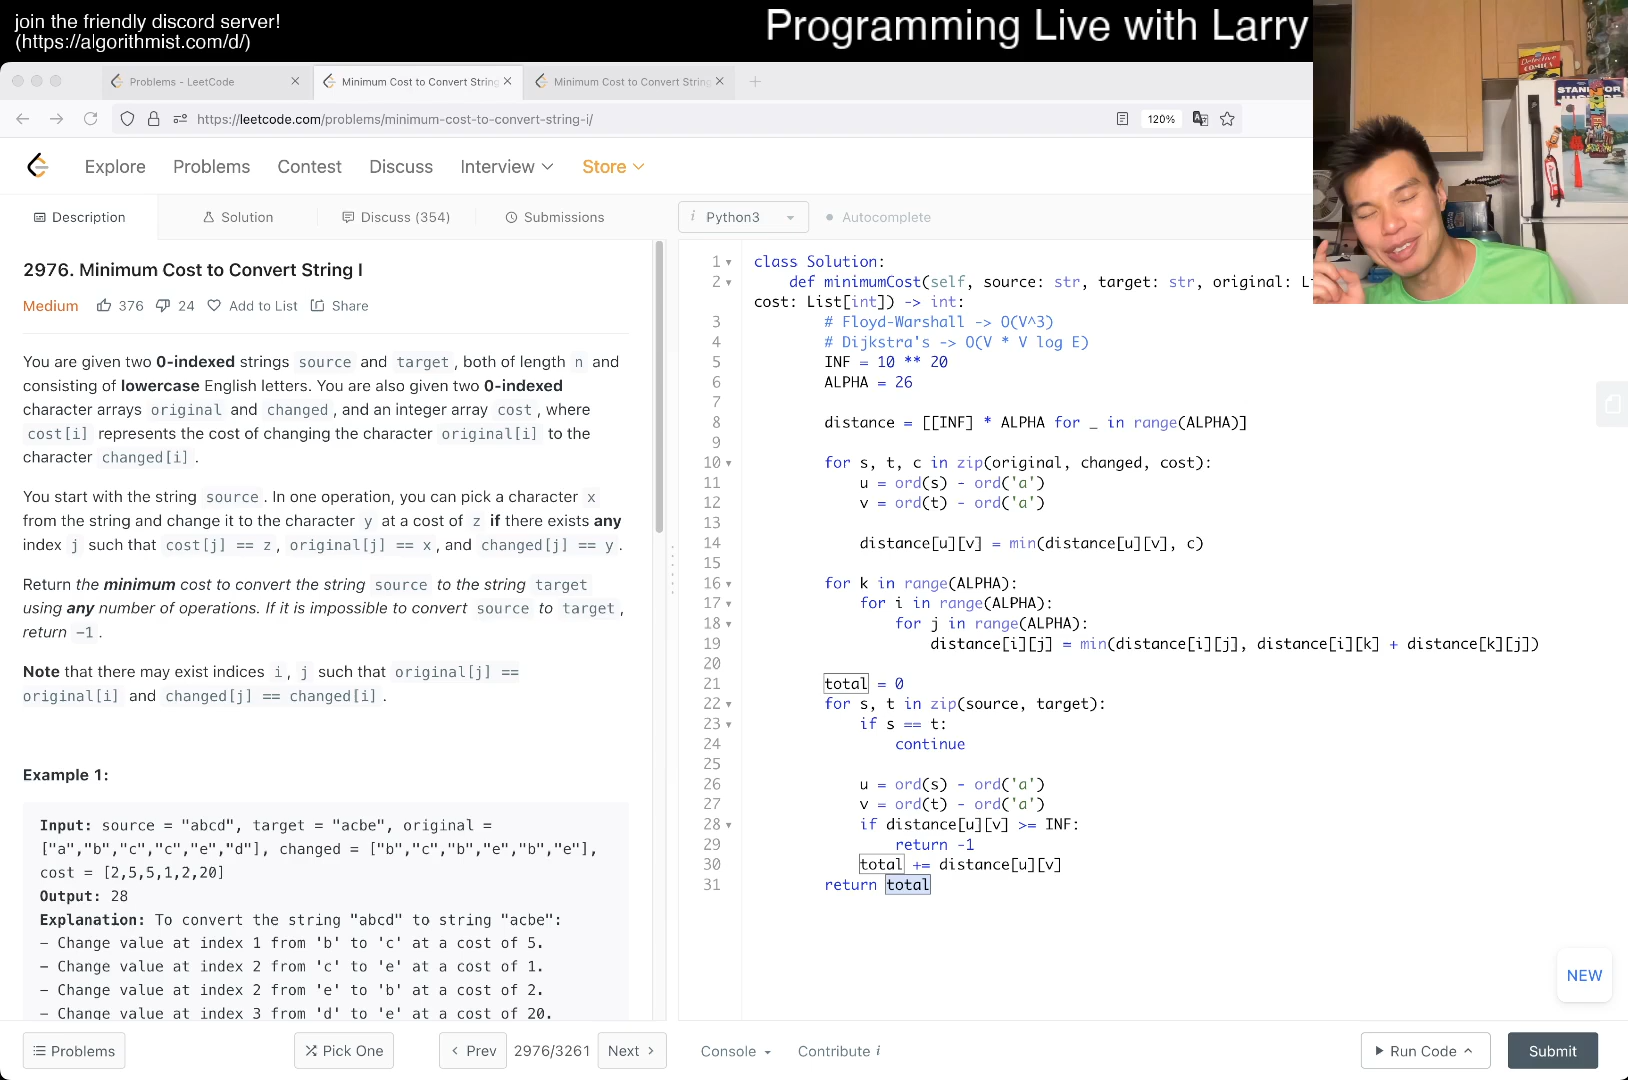 join the friendly discord server!
(https://algorithmist.com/d/)
Programming Live with Larry
Problems - LeetCode
Minimum Cost to Convert String
Minimum Cost to Convert String
https://leetcode.com/problems/minimum-cost-to-convert-string-i/
120%
Explore
Problems
Contest
Discuss
Interview
Store
Description
Solution
Discuss (354)
Submissions
i Python3
Autocomplete
2976. Minimum Cost to Convert String I
Medium
376
24
Add to List
Share
You are given two 0-indexed strings source and target, both of length n and
consisting of lowercase English letters. You are also given two 0-indexed
character arrays original and changed, and an integer array cost, where
cost[i] represents the cost of changing the character original[i] to the
character changed[i].
You start with the string source. In one operation, you can pick a character x
from the string and change it to the character y at a cost of z if there exists any
index j such that cost[j] == z, original[j] == x, and changed[j] == y.
Return the minimum cost to convert the string source to the string target
using any number of operations. If it is impossible to convert source to target,
return -1.
Note that there may exist indices i, j such that original[j] ==
original[i] and changed[j] == changed[i].
Example 1:
Input: source = "abcd", target = "acbe", original =
["a","b","c","c","e","d"], changed = ["b","c","b","e","b","e"],
cost = [2,5,5,1,2,20]
Output: 28
Explanation: To convert the string "abcd" to string "acbe":
- Change value at index 1 from 'b' to 'c' at a cost of 5.
- Change value at index 2 from 'c' to 'e' at a cost of 1.
- Change value at index 2 from 'e' to 'b' at a cost of 2.
- Change value at index 3 from 'd' to 'e' at a cost of 20.
1 class Solution:
2 def minimumCost(self, source: str, target: str, original: L
cost: List[int]) -> int:
3 # Floyd-Warshall -> O(V^3)
4 # Dijkstra's -> O(V * V log E)
5 INF = 10 ** 20
6 ALPHA = 26
7
8 distance = [[INF] * ALPHA for _ in range(ALPHA)]
9
10 for s, t, c in zip(original, changed, cost):
11 u = ord(s) - ord('a')
12 v = ord(t) - ord('a')
13
14 distance[u][v] = min(distance[u][v], c)
15
16 for k in range(ALPHA):
17 for i in range(ALPHA):
18 for j in range(ALPHA):
19 distance[i][j] = min(distance[i][j], distance[i][k] + distance[k][j])
20
21 total = 0
22 for s, t in zip(source, target):
23 if s == t:
24 continue
25
26 u = ord(s) - ord('a')
27 v = ord(t) - ord('a')
28 if distance[u][v] >= INF:
29 return -1
30 total += distance[u][v]
31 return total
NEW
Problems
Pick One
Prev
2976/3261
Next
Console
Contribute i
Run Code
Submit